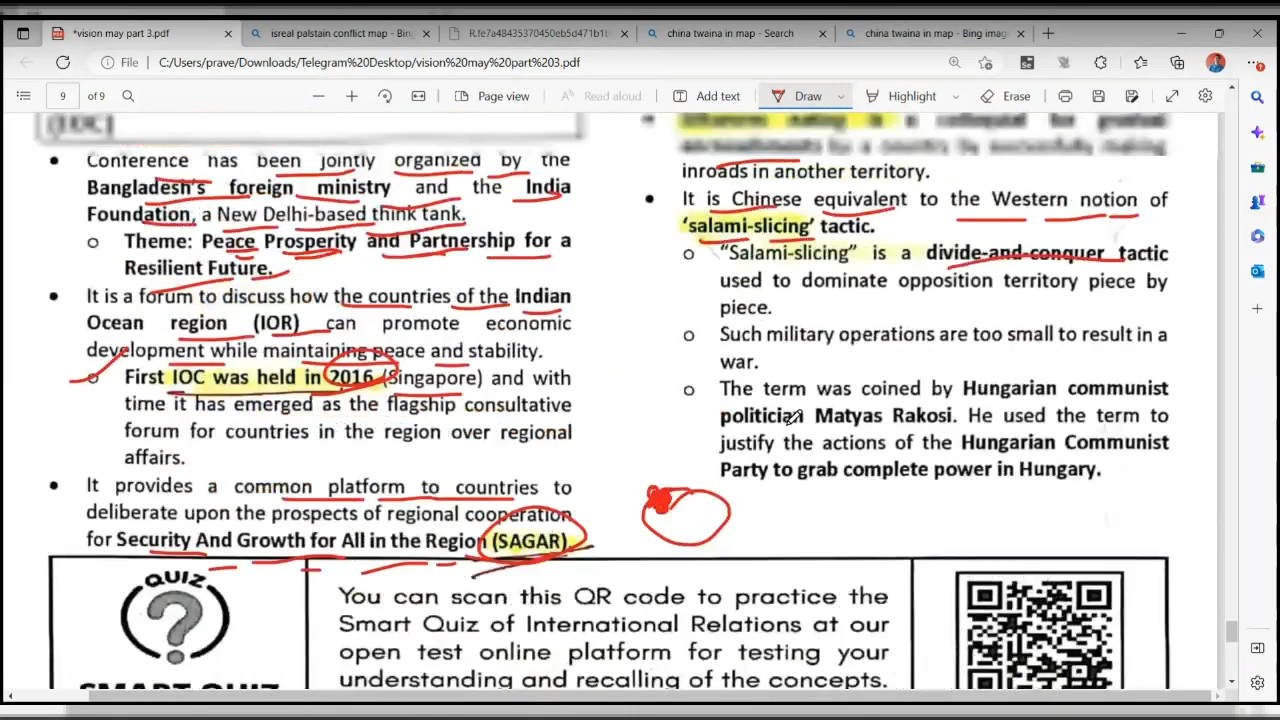 *vision may part 3.pdf
isreal palstain conflict map - Bing
R.fe7a48435370450eb5d471b1b
china twaina in map - Search
china twaina in map - Bing imag
File
C:/Users/prave/Downloads/Telegram%20Desktop/vision%20may%20part%203.pdf
9 of 9
Page view
Read aloud
Add text
Draw
Highlight
Erase
(IOC)
Conference has been jointly organized by the
Bangladesh's foreign ministry and the India
Foundation, a New Delhi-based think tank.
o Theme: Peace Prosperity and Partnership for a
Resilient Future.
• It is a forum to discuss how the countries of the Indian
Ocean region (IOR) can promote economic
development while maintaining peace and stability.
o First IOC was held in 2016 (Singapore) and with
time it has emerged as the flagship consultative
forum for countries in the region over regional
affairs.
• It provides a common platform to countries to
deliberate upon the prospects of regional cooperation
for Security And Growth for All in the Region (SAGAR)
inroads in another territory.
• It is Chinese equivalent to the Western notion of
'salami-slicing' tactic.
o "Salami-slicing" is a divide-and-conquer tactic
used to dominate opposition territory piece by
piece.
o Such military operations are too small to result in a
war.
o The term was coined by Hungarian communist
politician Matyas Rakosi. He used the term to
justify the actions of the Hungarian Communist
Party to grab complete power in Hungary.
QUIZ
?
SMART QUIZ
You can scan this QR code to practice the
Smart Quiz of International Relations at our
open test online platform for testing your
understanding and recalling of the concepts.